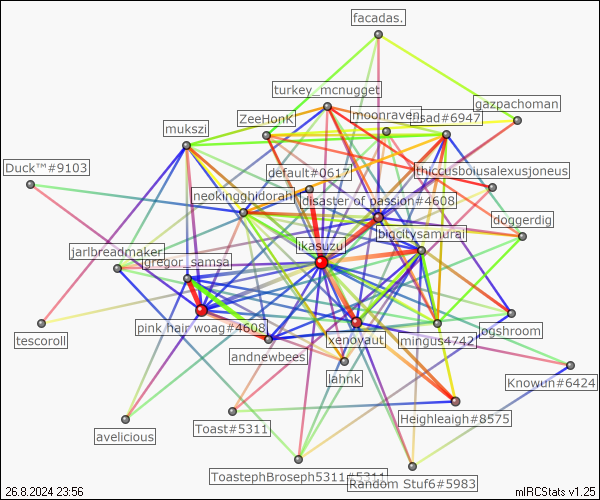 facadas.
turkey_mcnugget
gazpachoman
ZeeHonK
moonraven
sad#6947
mukszi
Duck™#9103
default#0617
thiccusboiusalexusjoneus
neokingghidorah
disaster of passion#4608
doggerdig
bigcitysamurai
ikasuzu
jarlbreadmaker
gregor_samsa
pink hair woag#4608
xenoyaut
mingus4742
pgshroom
tescoroll
andnewbees
lahnk
Knowun#6424
avelicious
Toast#5311
Heighleaigh#8575
ToastephBroseph5311#5311
Random Stuf6#5983
26.8.2024 23:56
mIRCStats v1.25